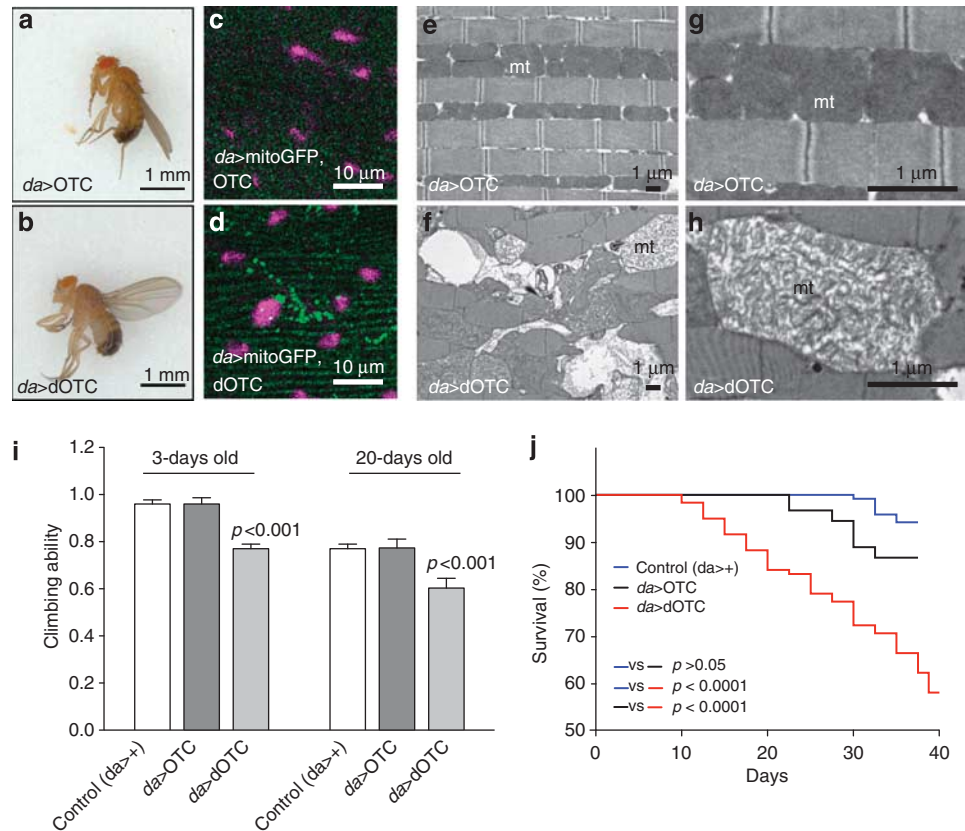 a
da>OTC
1 mm
b
da>dOTC
1 mm
c
da>mitoGFP,
OTC
10 µm
d
da>mitoGFP,
dOTC
10 µm
e
mt
da>OTC
1 µm
f
mt
da>dOTC
1 µm
g
mt
da>OTC
1 µm
h
mt
da>dOTC
1 µm
i
3-days old
20-days old
Climbing ability
1.2
1.0
0.8
0.6
0.4
0.2
0.0
p<0.001
p<0.001
Control (da>+)
da>OTC
da>dOTC
Control (da>+)
da>OTC
da>dOTC
j
Survival (%)
100
90
80
70
60
50
Control (da>+)
da>OTC
da>dOTC
vs p >0.05
vs p < 0.0001
vs p < 0.0001
0
10
20
30
40
Days